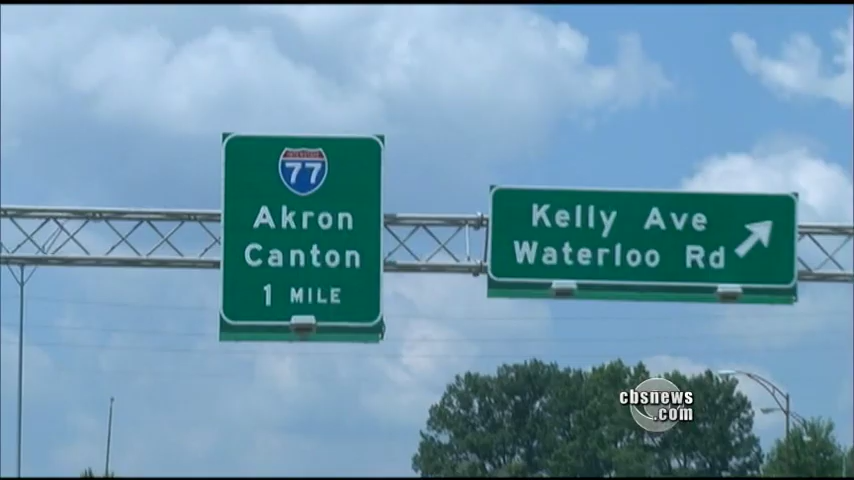 INTERSTATE
77
Akron
Canton
1 MILE
Kelly Ave
Waterloo Rd
cbsnews
.com